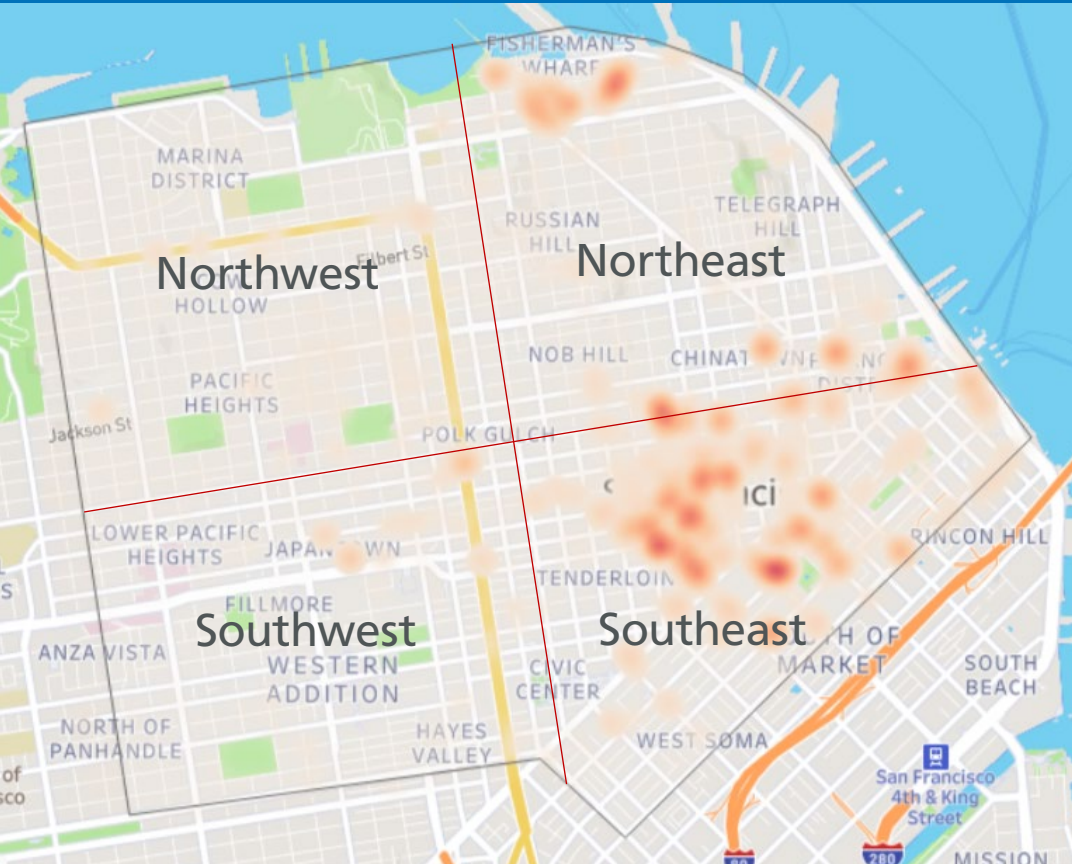 FISHERMAN'S
WHARF
MARINA
DISTRICT
TELEGRAPH
HILL
RUSSIAN
HILL
Northeast
Filbert St
Northwest
HOLLOW
NOB HILL
PACIFIC
HEIGHTS
Jackson St
POLK GULCH
LOWER PACIFIC
HEIGHTS
RINCON HILL
TENDERLOIN
FILLMORE
Southwest
Southeast
MARKET
ANZA VISTA
WESTERN
ADDITION
CIVIC
CENTER
SOUTH
BEACH
NORTH OF
PANHANDLE
HAYES
VALLEY
WEST SOMA
of
San Francisco
4th & King
Street
280
MISSION